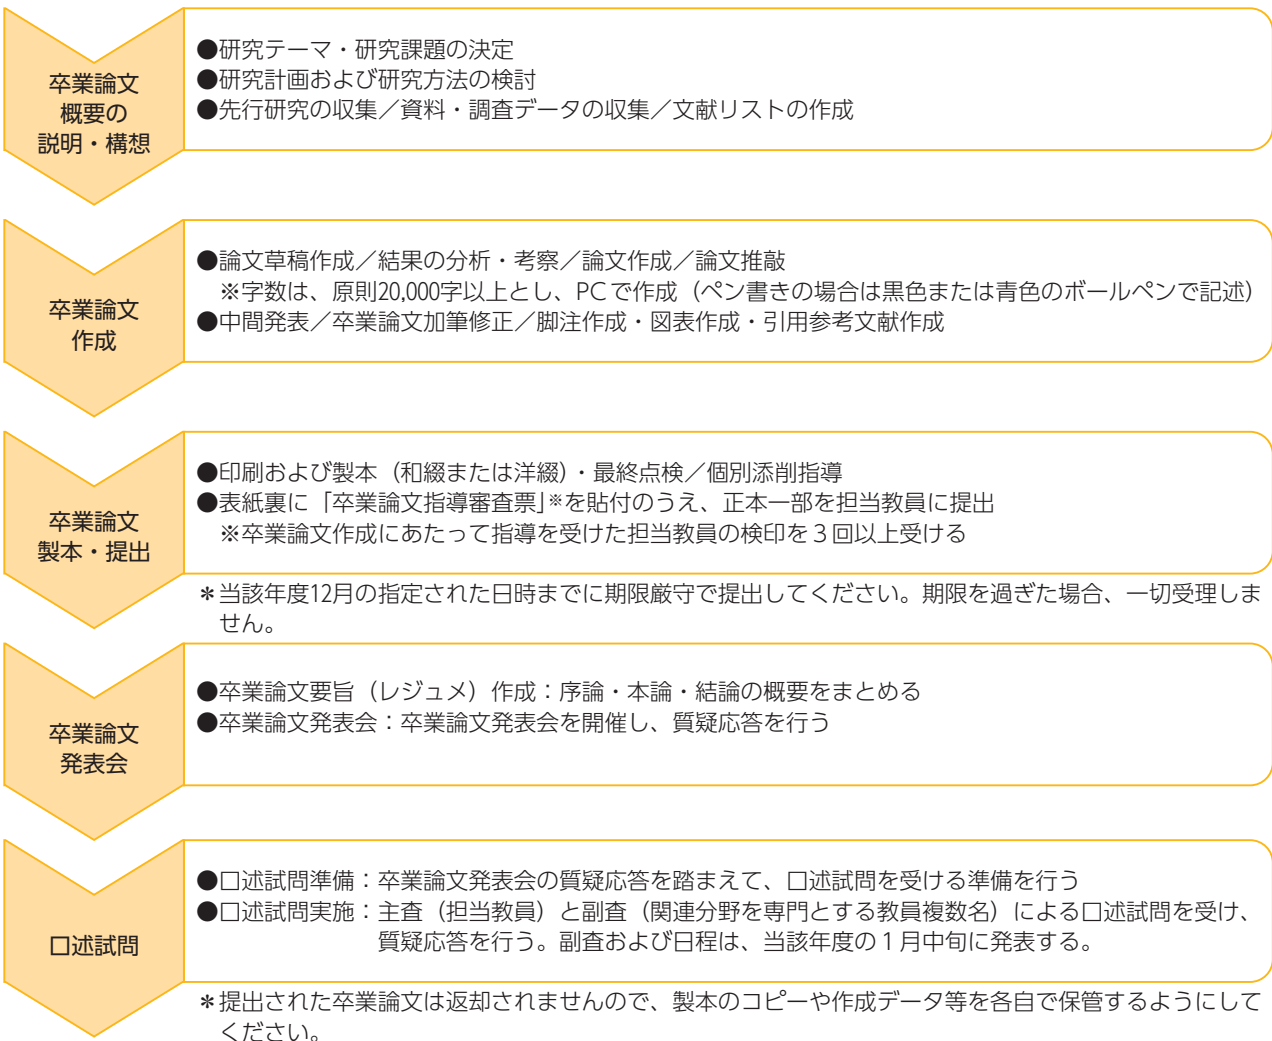 卒業論文
概要の
説明・構想
●研究テーマ・研究課題の決定
●研究計画および研究方法の検討
●先行研究の収集／資料・調査データの収集／文献リストの作成
卒業論文
作成
●論文草稿作成／結果の分析・考察／論文作成／論文推敲
※字数は、原則20,000字以上とし、PCで作成（ペン書きの場合は黒色または青色のボールペンで記述）
●中間発表／卒業論文加筆修正／脚注作成・図表作成・引用参考文献作成
卒業論文
製本・提出
●印刷および製本（和綴または洋綴）・最終点検／個別添削指導
●表紙裏に「卒業論文指導審査票」※を貼付のうえ、正本一部を担当教員に提出
※卒業論文作成にあたって指導を受けた担当教員の検印を３回以上受ける
＊当該年度12月の指定された日時までに期限厳守で提出してください。期限を過ぎた場合、一切受理しま
せん。
卒業論文
発表会
●卒業論文要旨（レジュメ）作成：序論・本論・結論の概要をまとめる
●卒業論文発表会：卒業論文発表会を開催し、質疑応答を行う
口述試問
●口述試問準備：卒業論文発表会の質疑応答を踏まえて、口述試問を受ける準備を行う
●口述試問実施：主査（担当教員）と副査（関連分野を専門とする教員複数名）による口述試問を受け、
質疑応答を行う。副査および日程は、当該年度の１月中旬に発表する。
＊提出された卒業論文は返却されませんので、製本のコピーや作成データ等を各自で保管するようにして
ください。